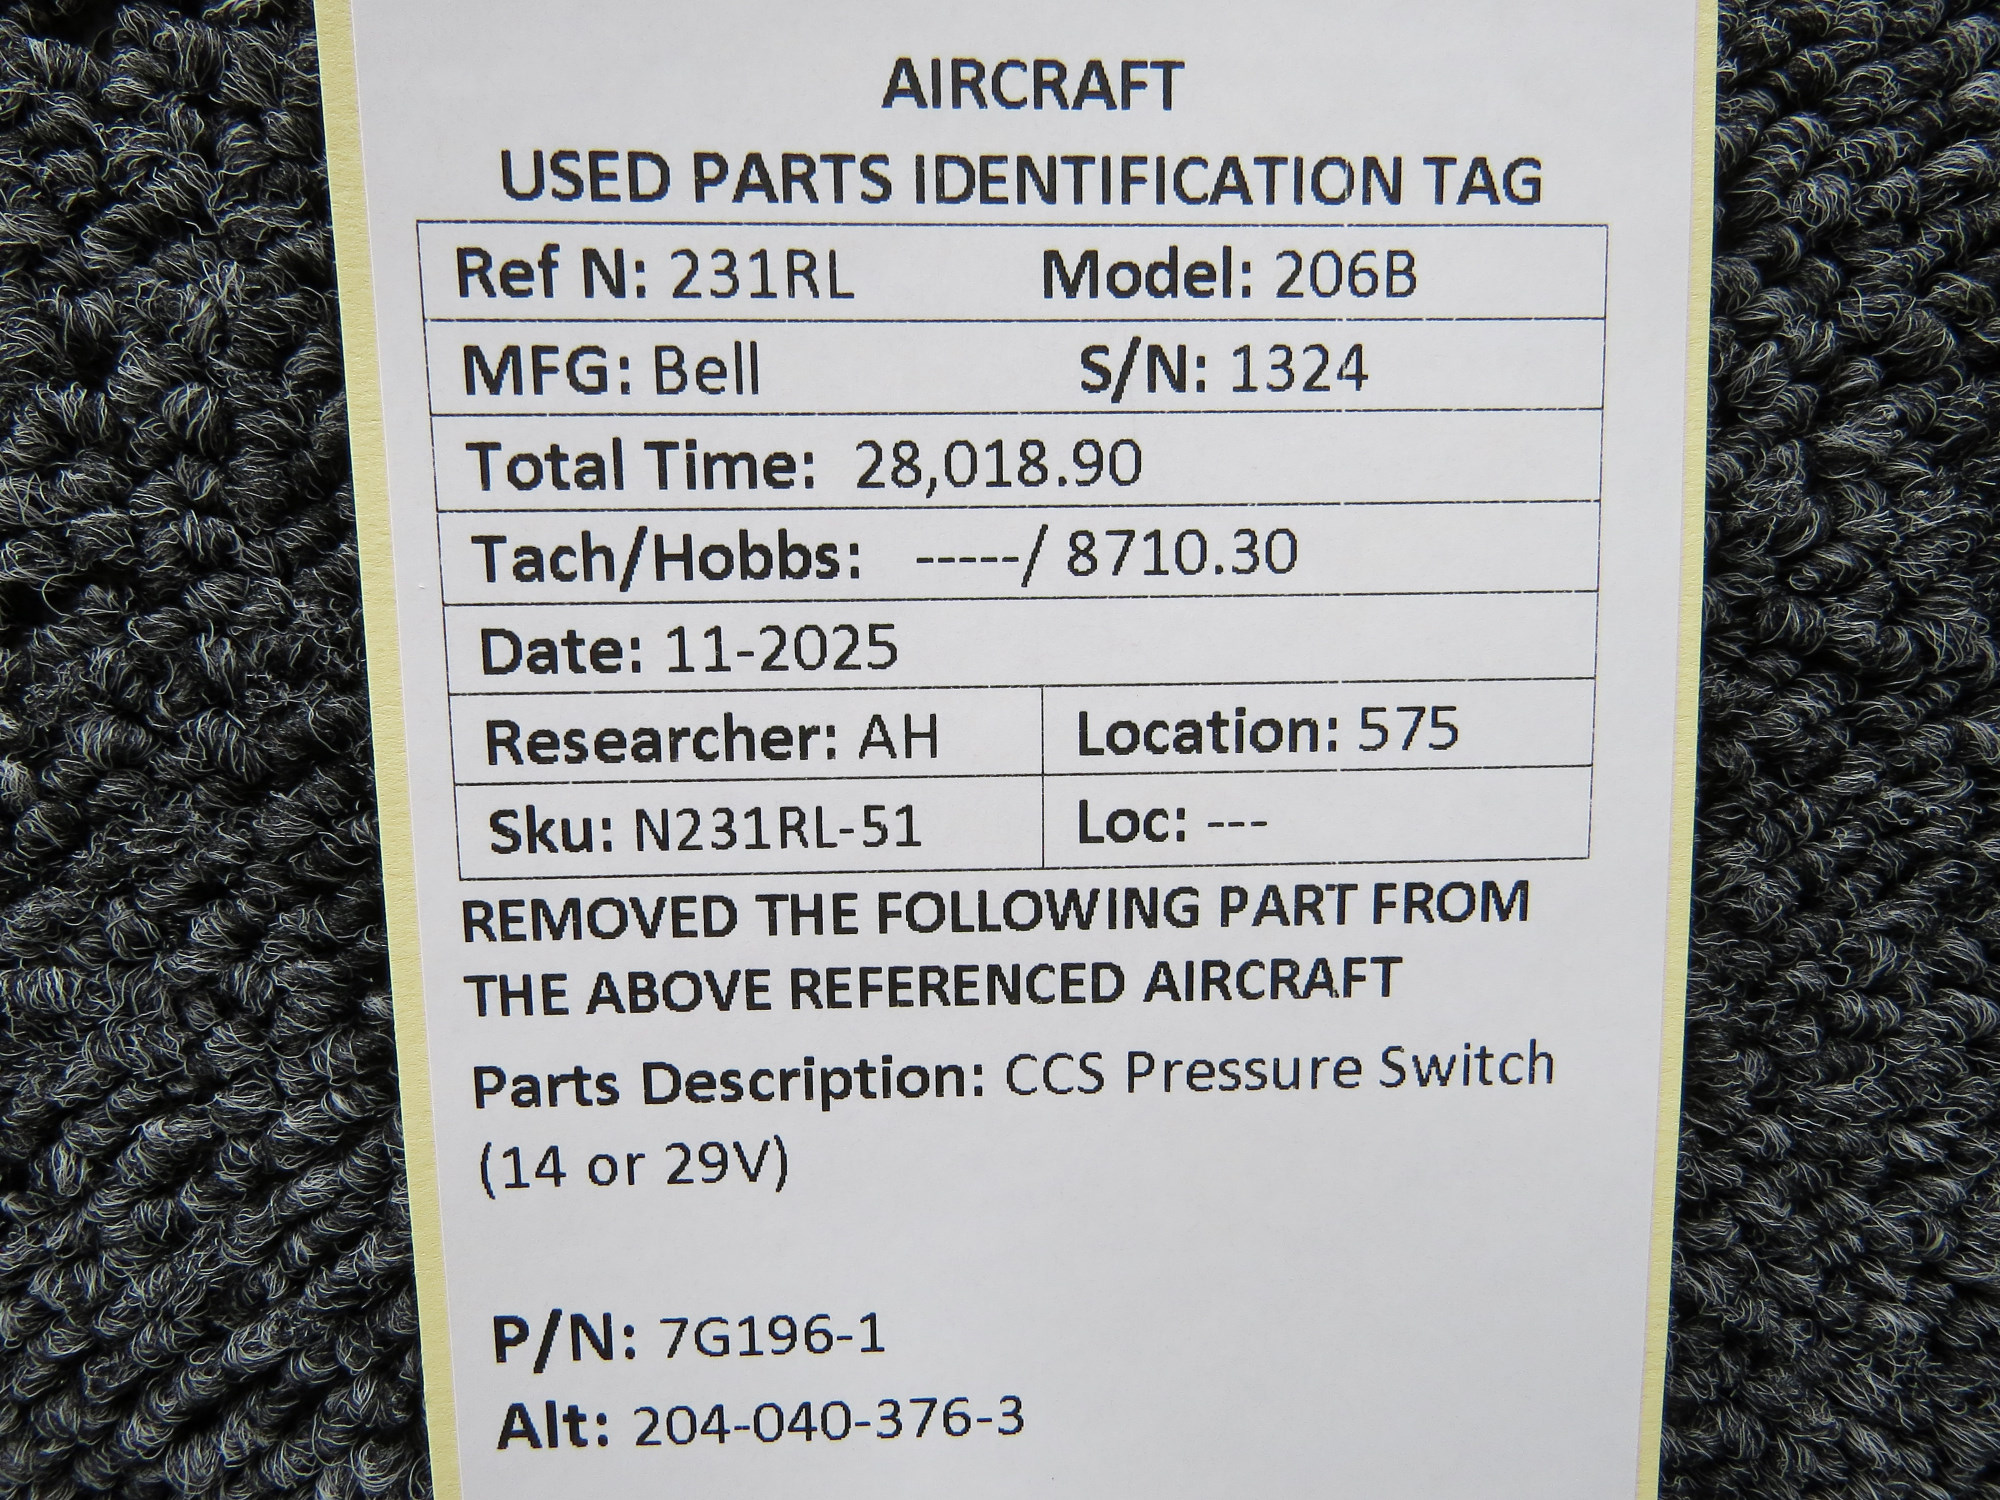 AIRCRAFT
USED PARTS IDENTIFICATION TAG
Ref N: 231RL Model: 206B
MFG: Bell S/N: 1324
Total Time: 28,018.90
Tach/Hobbs: -----/ 8710.30
Date: 11-2025
Researcher: AH Location: 575
Sku: N231RL-51 Loc: ---
REMOVED THE FOLLOWING PART FROM
THE ABOVE REFERENCED AIRCRAFT
Parts Description: CCS Pressure Switch
(14 or 29V)
P/N: 7G196-1
Alt: 204-040-376-3